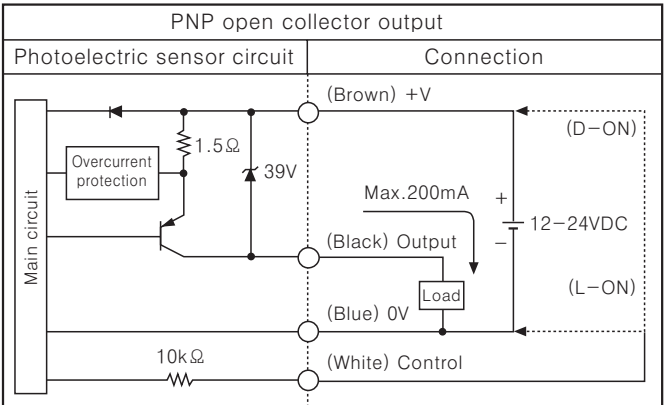 PNP open collector output
Photoelectric sensor circuit
Connection
(Brown) +V
(D-ON)
1.5Ω
Overcurrent
protection
39V
Max.200mA
+
12-24VDC
-
Main circuit
(Black) Output
Load
(L-ON)
(Blue) 0V
10kΩ
(White) Control